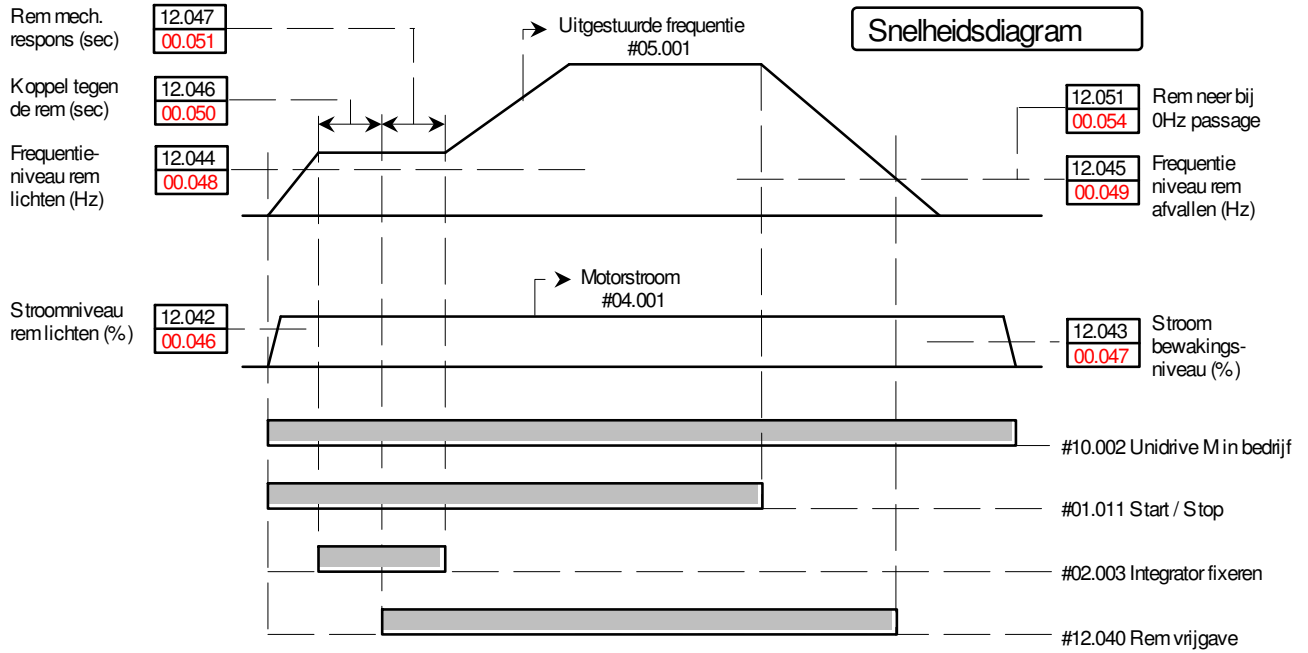 Snelheidsdiagram
Rem mech.
respons (sec)
12.047
00.051
Uitgestuurde frequentie
#05.001
Koppel tegen
de rem (sec)
12.046
00.050
12.051
00.054
Rem neer bij
0Hz passage
Frequentie-
niveau rem
lichten (Hz)
12.044
00.048
12.045
00.049
Frequentie
niveau rem
afvallen (Hz)
Motorstroom
#04.001
Stroomniveau
rem lichten (%)
12.042
00.046
12.043
00.047
Stroom
bewakings-
niveau (%)
#10.002 Unidrive M in bedrijf
#01.011 Start / Stop
#02.003 Integrator fixeren
#12.040 Rem vrijgave